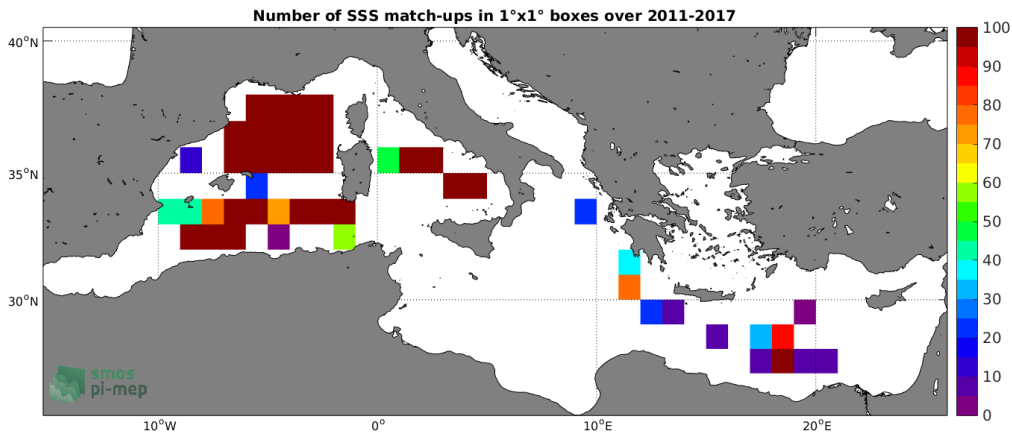 Number of SSS match-ups in 1°x1° boxes over 2011-2017
40°N
35°N
30°N
10°W
0°
10°E
20°E
100
90
80
70
60
50
40
30
20
10
0
smos
pi-mep